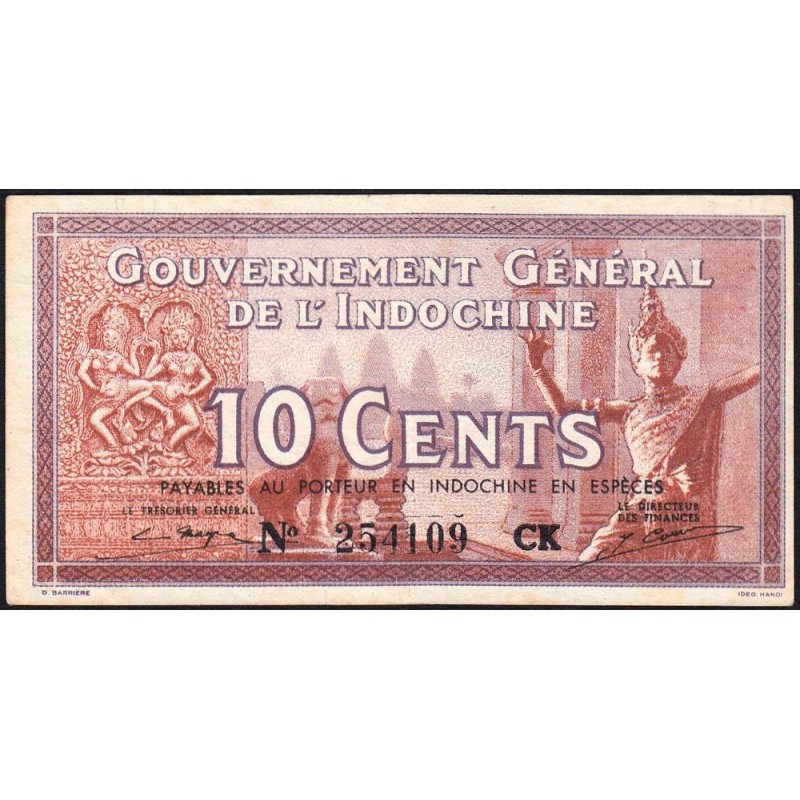 GOUVERNEMENT GÉNÉRAL
DE L'INDOCHINE
10 CENTS
PAYABLES AU PORTEUR EN INDOCHINE EN ESPÈCES
LE TRÉSORIER GÉNÉRAL
LE DIRECTEUR
DES FINANCES
Nº 254109 CK
G. BARRIÈRE
IDEO. HANOI